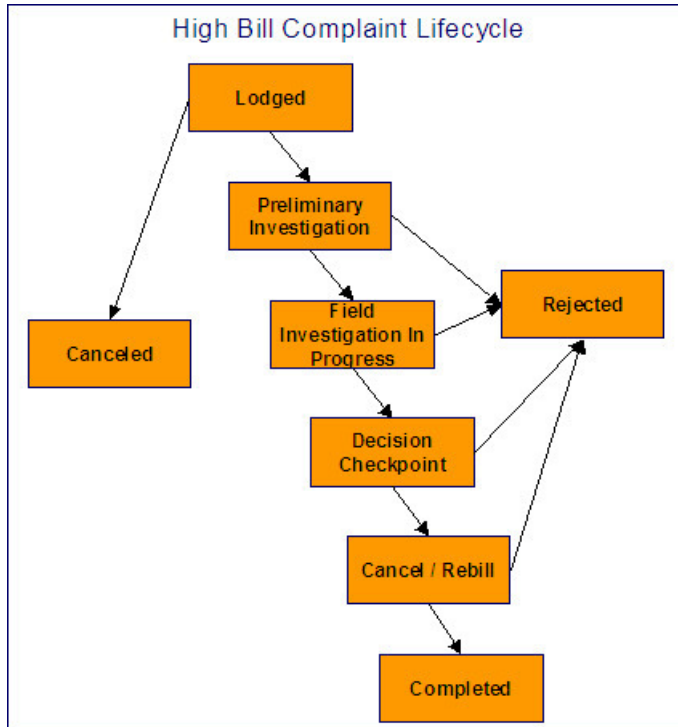 High Bill Complaint Lifecycle
Lodged
Preliminary
Investigation
Field
Investigation In
Progress
Rejected
Canceled
Decision
Checkpoint
Cancel / Rebill
Completed